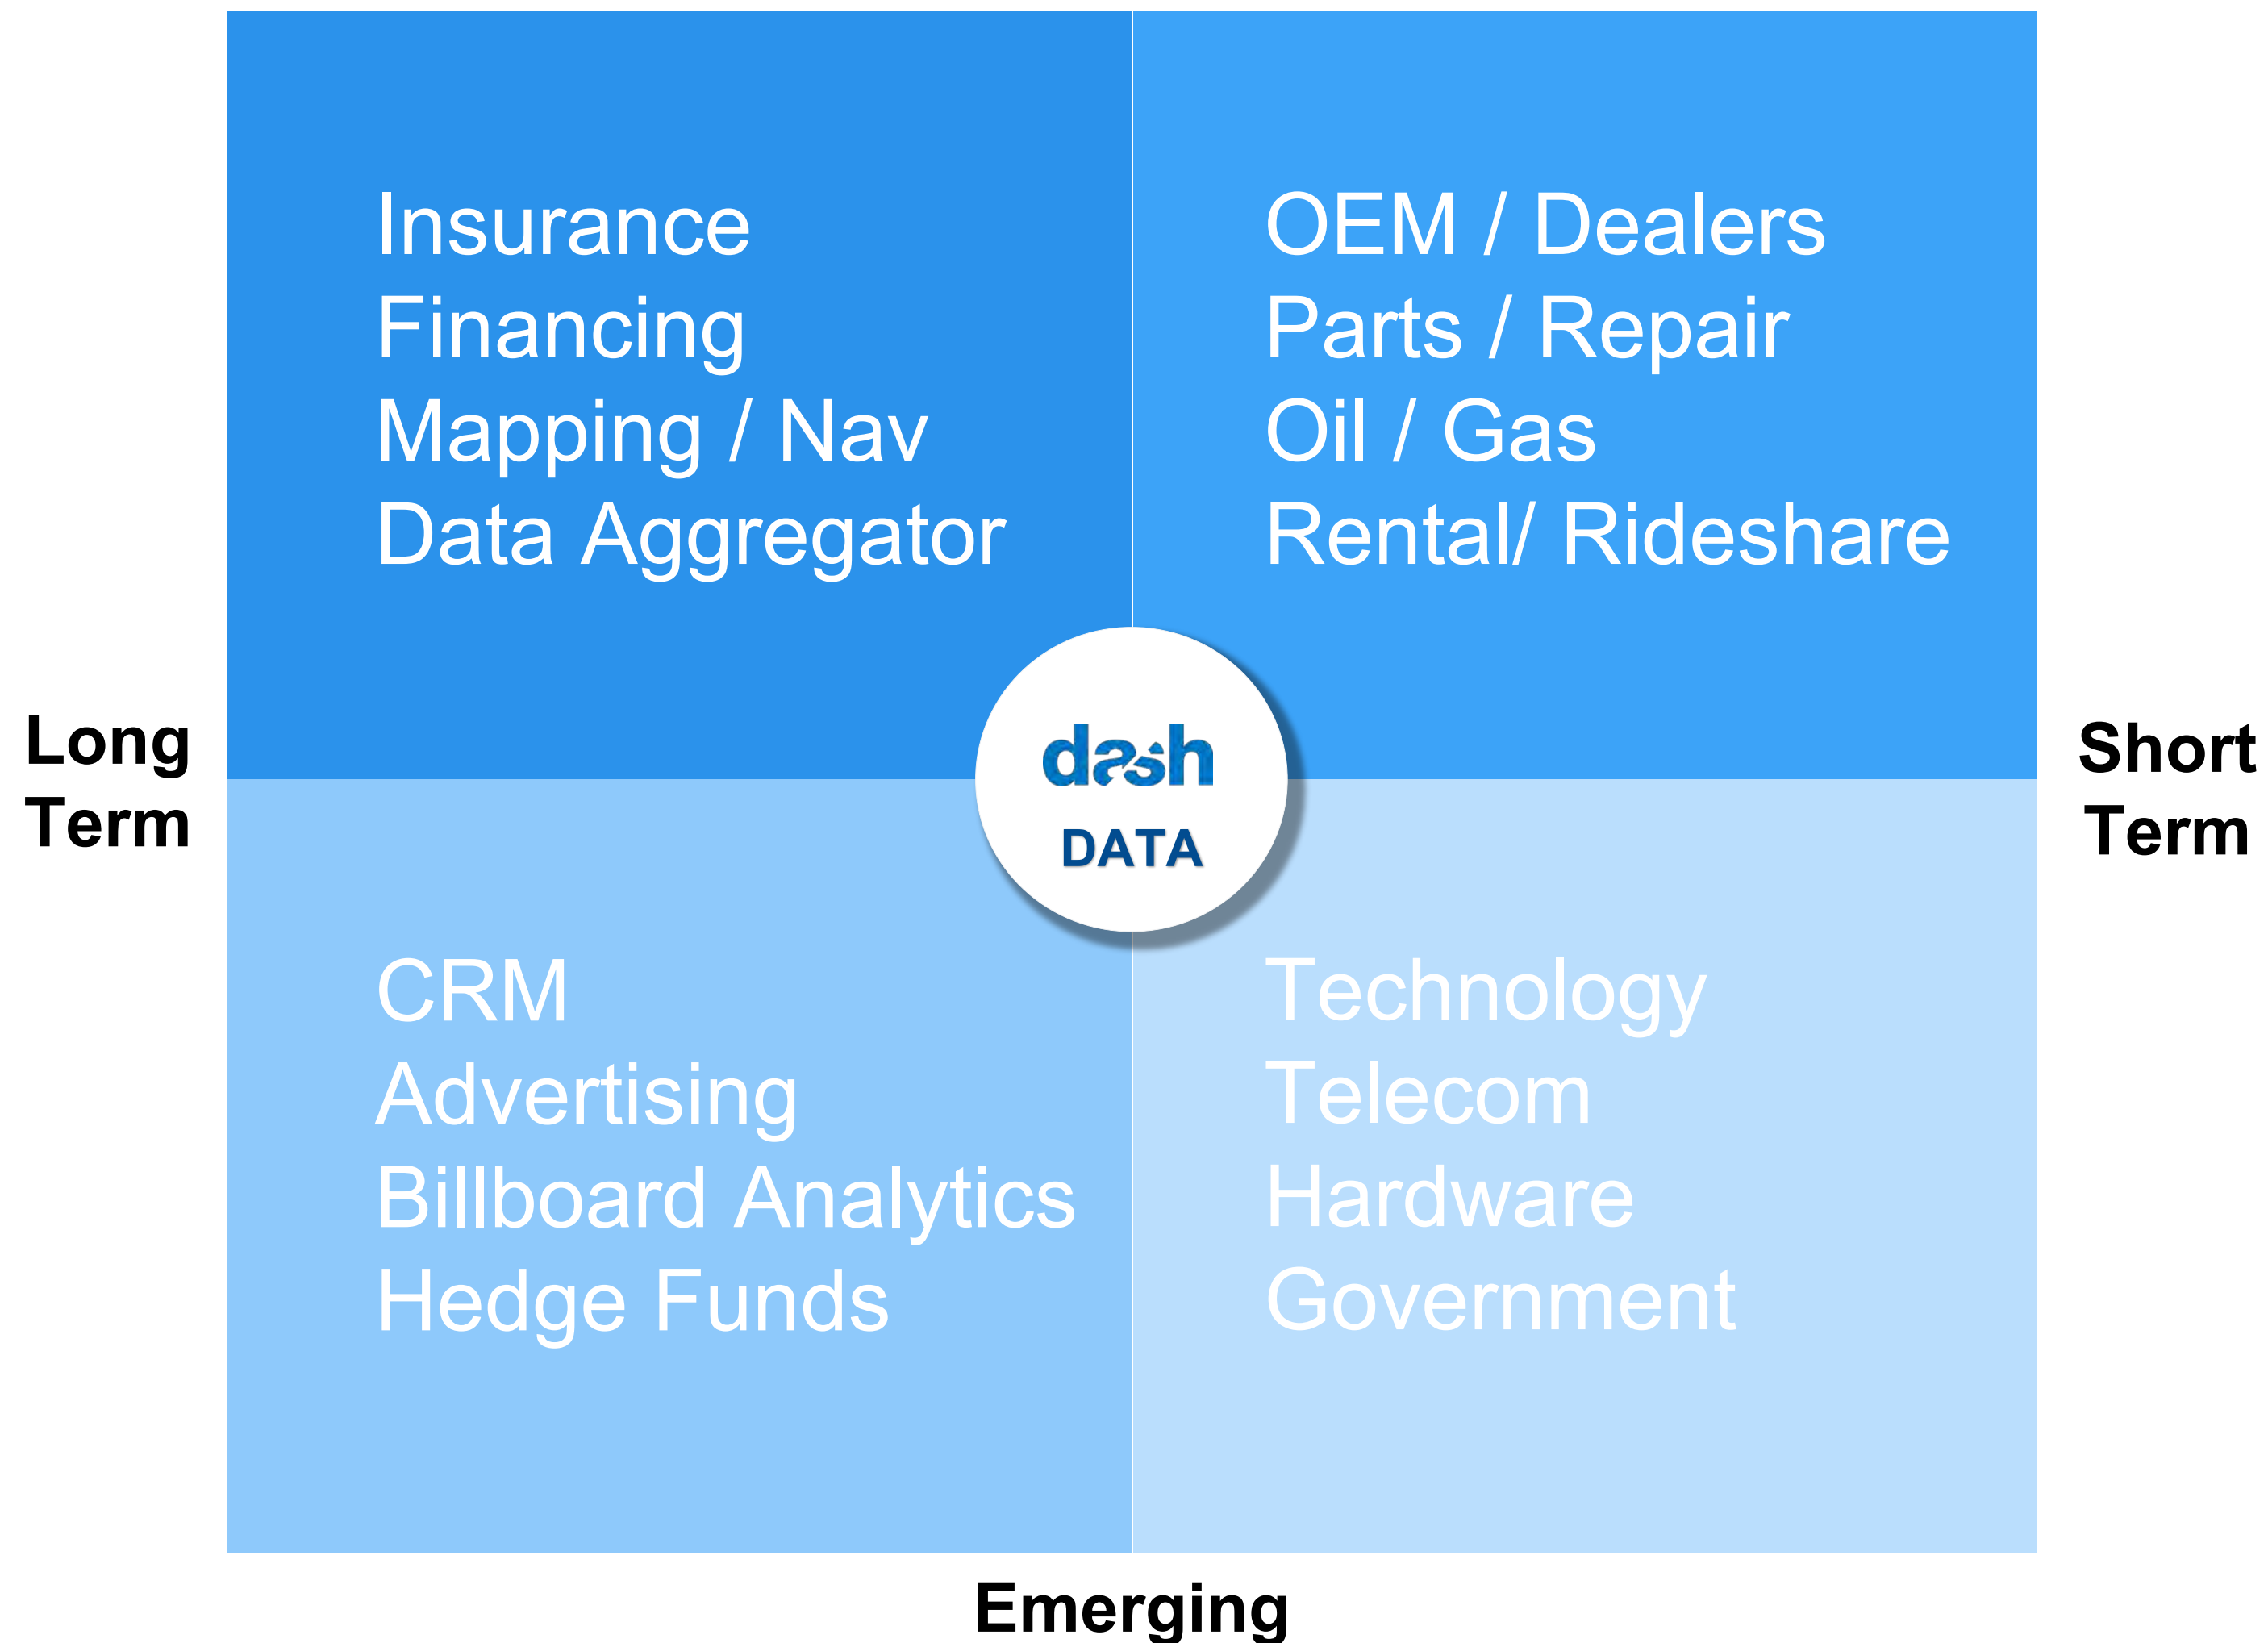 Insurance
Financing
Mapping / Nav
Data Aggregator
OEM / Dealers
Parts / Repair
Oil / Gas
Rental/ Rideshare
Long
Term
dash
DATA
Short
Term
CRM
Advertising
Billboard Analytics
Hedge Funds
Technology
Telecom
Hardware
Government
Emerging